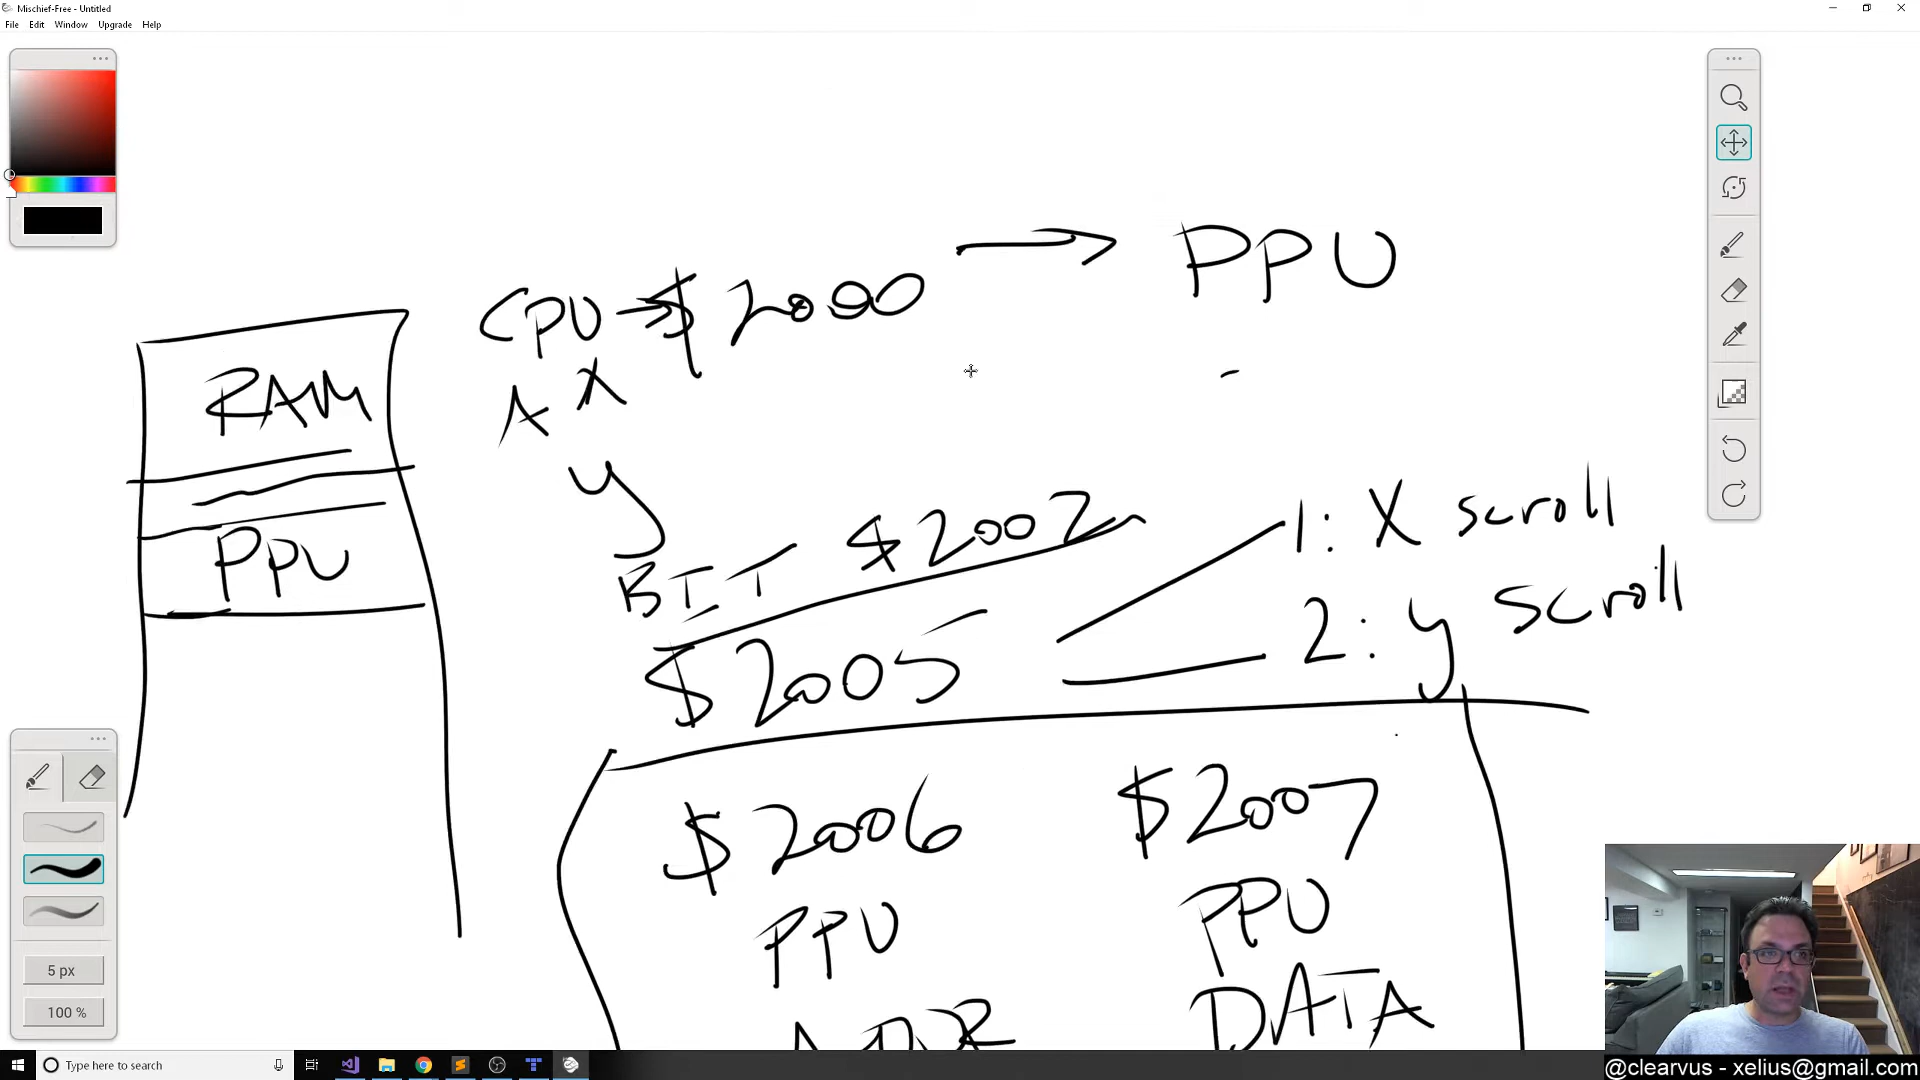 Mischief-Free - Untitled
File Edit Window Upgrade Help
CPU → $ 2000 → PPU
A X
y
RAM
PPU
BIT $2002
$2005
1: X scroll
2: y scroll
$2006 $2007
PPU PPU
ADDR DATA
5 px
100 %
Type here to search
@clearvus - xelius@gmail.com